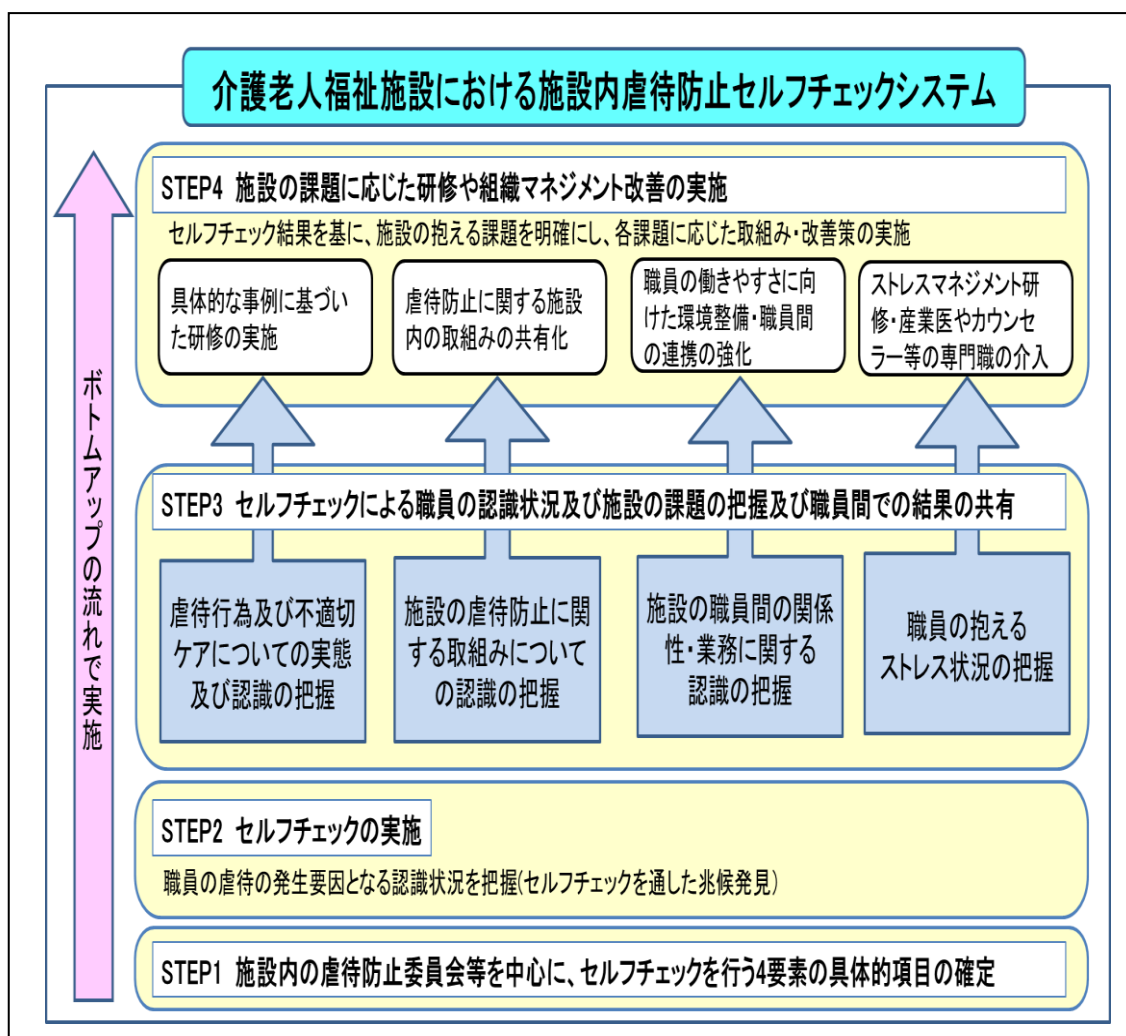 介護老人福祉施設における施設内虐待防止セルフチェックシステム
ボトムアップの流れで実施
STEP4 施設の課題に応じた研修や組織マネジメント改善の実施
セルフチェック結果を基に、施設の抱える課題を明確にし、各課題に応じた取組み・改善策の実施
具体的な事例に基づい
た研修の実施
虐待防止に関する施設
内の取組みの共有化
職員の働きやすさに向
けた環境整備・職員間
の連携の強化
ストレスマネジメント研
修・産業医やカウンセ
ラー等の専門職の介入
STEP3 セルフチェックによる職員の認識状況及び施設の課題の把握及び職員間での結果の共有
虐待行為及び不適切
ケアについての実態
及び認識の把握
施設の虐待防止に関
する取組みについて
の認識の把握
施設の職員間の関係
性・業務に関する
認識の把握
職員の抱える
ストレス状況の把握
STEP2 セルフチェックの実施
職員の虐待の発生要因となる認識状況を把握(セルフチェックを通した兆候発見)
STEP1 施設内の虐待防止委員会等を中心に、セルフチェックを行う4要素の具体的項目の確定